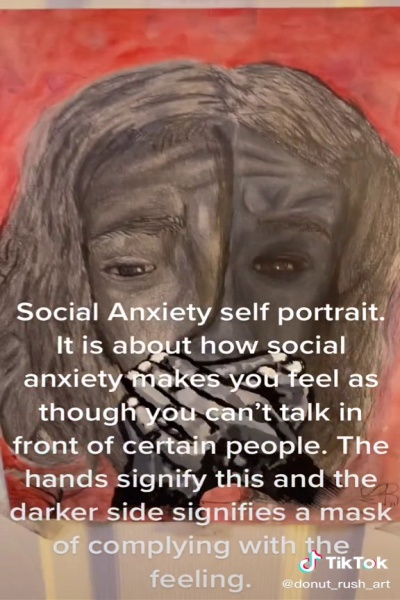 Social Anxiety self portrait.
It is about how social
anxiety makes you feel as
though you can't talk in
front of certain people. The
hands signify this and the
darker side signifies a mask
of complying with the
feeling.
TikTok
@donut_rush_art